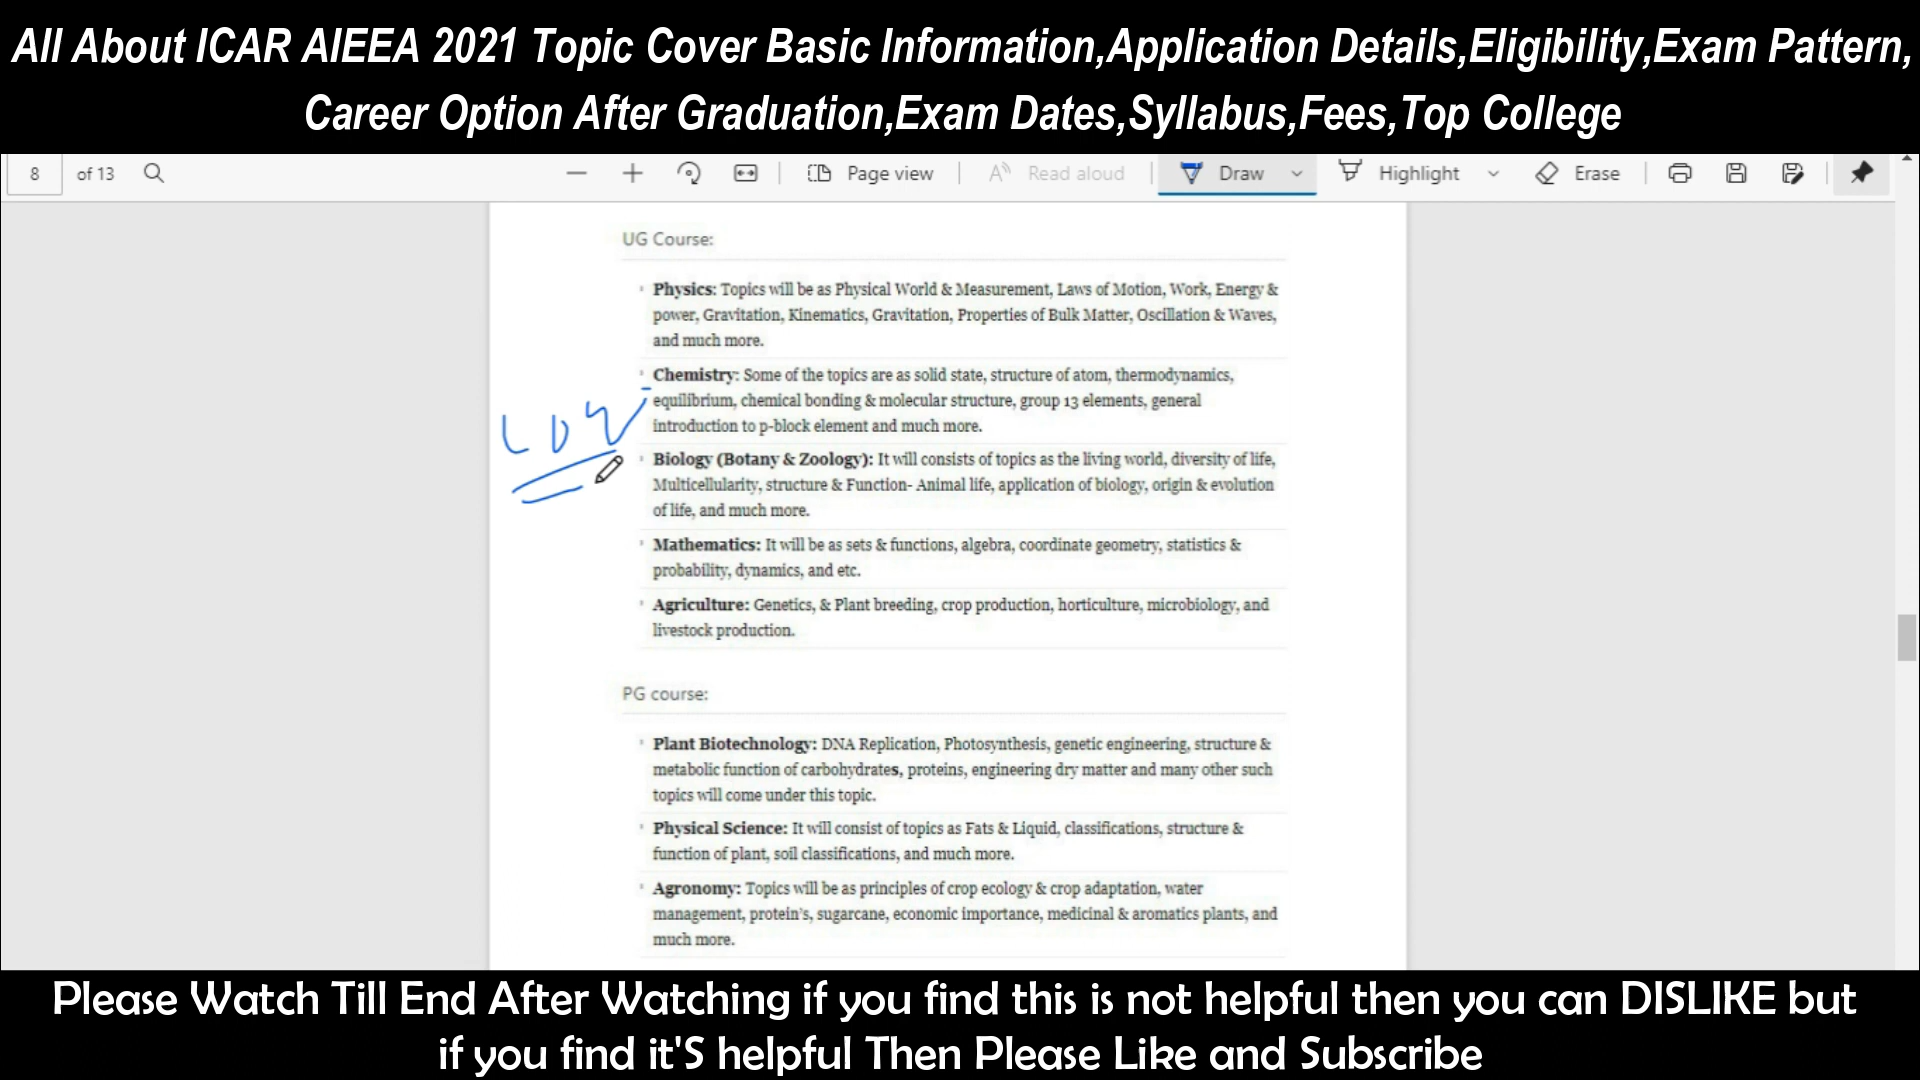 All About ICAR AIEEA 2021 Topic Cover Basic Information,Application Details,Eligibility,Exam Pattern,
Career Option After Graduation,Exam Dates,Syllabus,Fees,Top College
8 of 13 Page view Read aloud Draw Highlight Erase
UG Course:
Physics: Topics will be as Physical World & Measurement, Laws of Motion, Work, Energy &
power, Gravitation, Kinematics, Gravitation, Properties of Bulk Matter, Oscillation & Waves,
and much more.
Chemistry: Some of the topics are as solid state, structure of atom, thermodynamics,
equilibrium, chemical bonding & molecular structure, group 13 elements, general
introduction to p-block element and much more.
Biology (Botany & Zoology): It will consists of topics as the living world, diversity of life,
Multicellularity, structure & Function- Animal life, application of biology, origin & evolution
of life, and much more.
Mathematics: It will be as sets & functions, algebra, coordinate geometry, statistics &
probability, dynamics, and etc.
Agriculture: Genetics, & Plant breeding, crop production, horticulture, microbiology, and
livestock production.
PG course:
Plant Biotechnology: DNA Replication, Photosynthesis, genetic engineering, structure &
metabolic function of carbohydrates, proteins, engineering dry matter and many other such
topics will come under this topic.
Physical Science: It will consist of topics as Fats & Liquid, classifications, structure &
function of plant, soil classifications, and much more.
Agronomy: Topics will be as principles of crop ecology & crop adaptation, water
management, protein's, sugarcane, economic importance, medicinal & aromatics plants, and
much more.
Please Watch Till End After Watching if you find this is not helpful then you can DISLIKE but
if you find it'S helpful Then Please Like and Subscribe